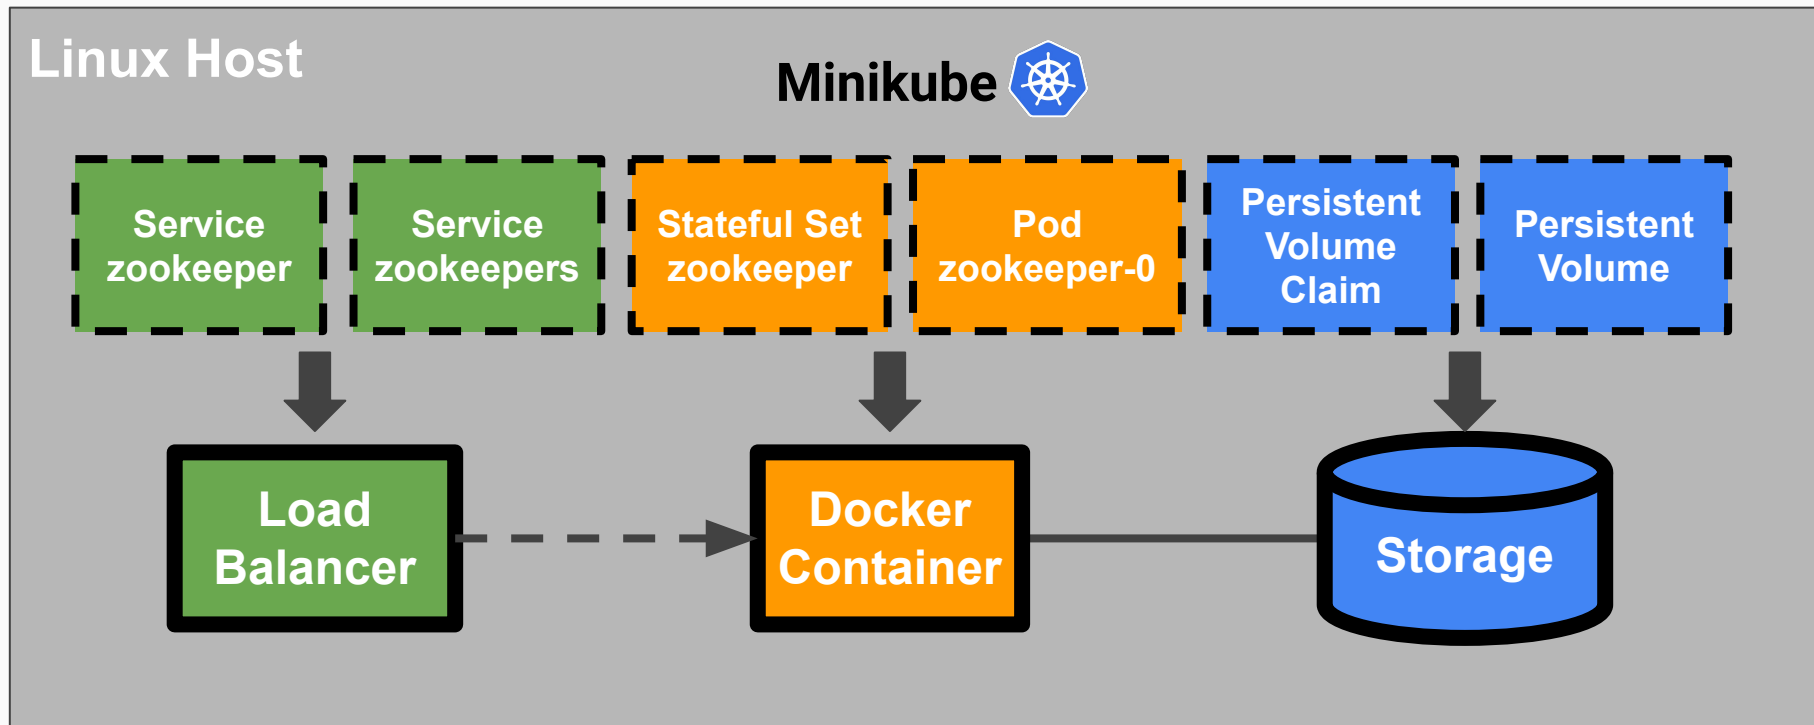 Linux Host
Minikube
Service
zookeeper
Service
zookeepers
Stateful Set
zookeeper
Pod
zookeeper-0
Persistent
Volume
Claim
Persistent
Volume
Load
Balancer
Docker
Container
Storage